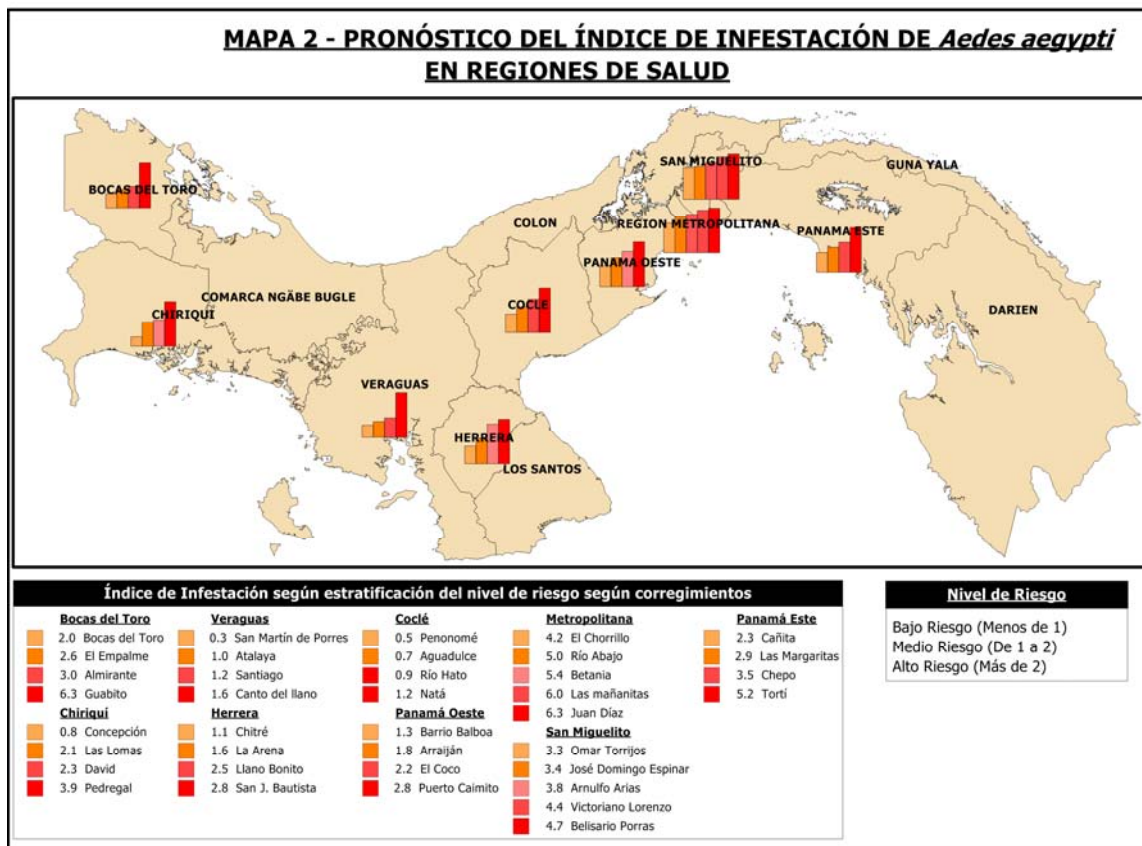 MAPA 2 - PRONÓSTICO DEL ÍNDICE DE INFESTACIÓN DE Aedes aegypti
EN REGIONES DE SALUD
SAN MIGUELITO
GUNA YALA
BOCAS DEL TORO
COLON
REGION METROPOLITANA
PANAMA ESTE
PANAMA OESTE
COMARCA NGÄBE BUGLE
COCLE
CHIRIQUI
DARIEN
VERAGUAS
HERRERA
LOS SANTOS
Índice de Infestación según estratificación del nivel de riesgo según corregimientos
Bocas del Toro
2.0 Bocas del Toro
2.6 El Empalme
3.0 Almirante
6.3 Guabito
Chiriquí
0.8 Concepción
2.1 Las Lomas
2.3 David
3.9 Pedregal
Veraguas
0.3 San Martín de Porres
1.0 Atalaya
1.2 Santiago
1.6 Canto del llano
Herrera
1.1 Chitré
1.6 La Arena
2.5 Llano Bonito
2.8 San J. Bautista
Coclé
0.5 Penonomé
0.7 Aguadulce
0.9 Río Hato
1.2 Natá
Panamá Oeste
1.3 Barrio Balboa
1.8 Arraiján
2.2 El Coco
2.8 Puerto Caimito
Metropolitana
4.2 El Chorrillo
5.0 Río Abajo
5.4 Betania
6.0 Las mañanitas
6.3 Juan Díaz
San Miguelito
3.3 Omar Torrijos
3.4 José Domingo Espinar
3.8 Arnulfo Arias
4.4 Victoriano Lorenzo
4.7 Belisario Porras
Panamá Este
2.3 Cañita
2.9 Las Margaritas
3.5 Chepo
5.2 Tortí
Nivel de Riesgo
Bajo Riesgo (Menos de 1)
Medio Riesgo (De 1 a 2)
Alto Riesgo (Más de 2)